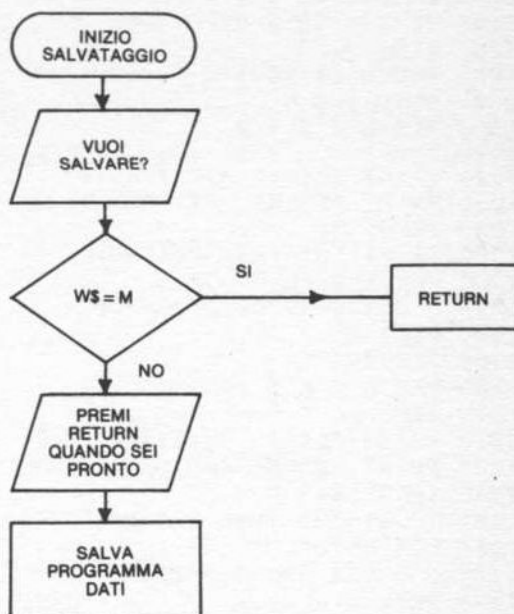 INIZIO
SALVATAGGIO
VUOI
SALVARE?
W$ = M
SI
RETURN
NO
PREMI
RETURN
QUANDO SEI
PRONTO
SALVA
PROGRAMMA
DATI